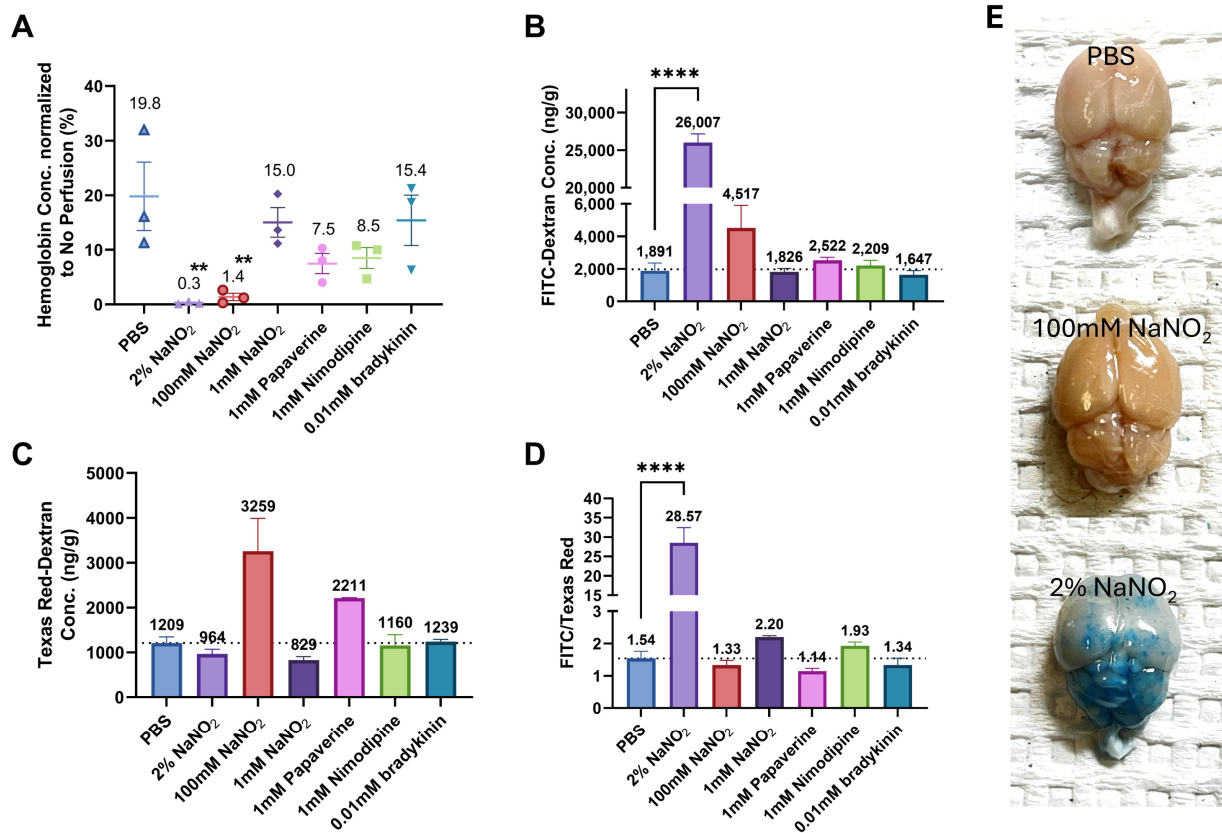 A
Hemoglobin Conc. normalized
to No Perfusion (%)
40
30
20
10
0
19.8
**
0.3
**
1.4
15.0
7.5
8.5
15.4
PBS
2% NaNO₂
100mM NaNO₂
1mM NaNO₂
1mM Papaverine
1mM Nimodipine
0.01mM bradykinin
B
FITC-Dextran Conc. (ng/g)
30,000
25,000
20,000
6,000
4,000
2,000
0
****
1,891
26,007
4,517
1,826
2,522
2,209
1,647
PBS
2% NaNO₂
100mM NaNO₂
1mM NaNO₂
1mM Papaverine
1mM Nimodipine
0.01mM bradykinin
C
Texas Red-Dextran
Conc. (ng/g)
5000
4000
3000
2000
1000
0
1209
964
3259
829
2211
1160
1239
PBS
2% NaNO₂
100mM NaNO₂
1mM NaNO₂
1mM Papaverine
1mM Nimodipine
0.01mM bradykinin
D
FITC/Texas Red
40
35
30
25
20
15
3
2
1
0
****
1.54
28.57
1.33
2.20
1.14
1.93
1.34
PBS
2% NaNO₂
100mM NaNO₂
1mM NaNO₂
1mM Papaverine
1mM Nimodipine
0.01mM bradykinin
E
PBS
100mM NaNO₂
2% NaNO₂